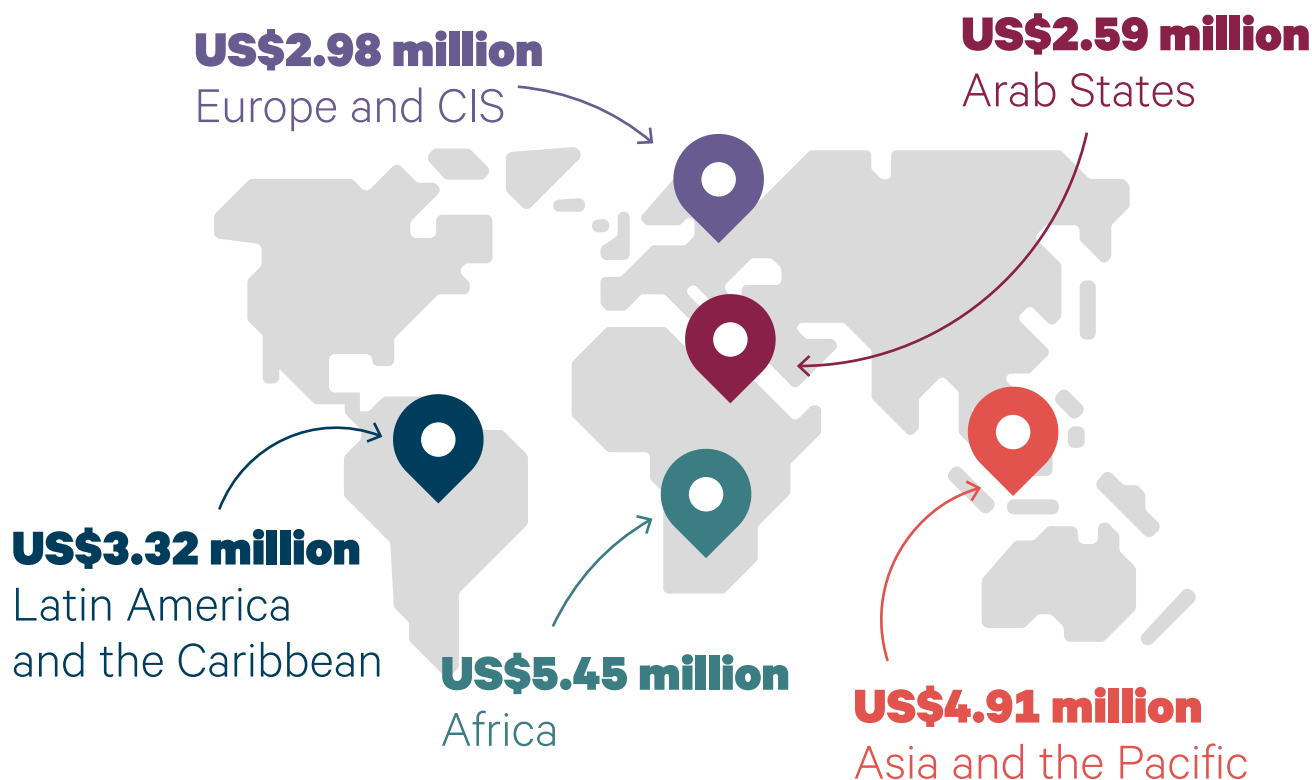 US$2.98 million
Europe and CIS
US$2.59 million
Arab States
US$3.32 million
Latin America
and the Caribbean
US$5.45 million
Africa
US$4.91 million
Asia and the Pacific